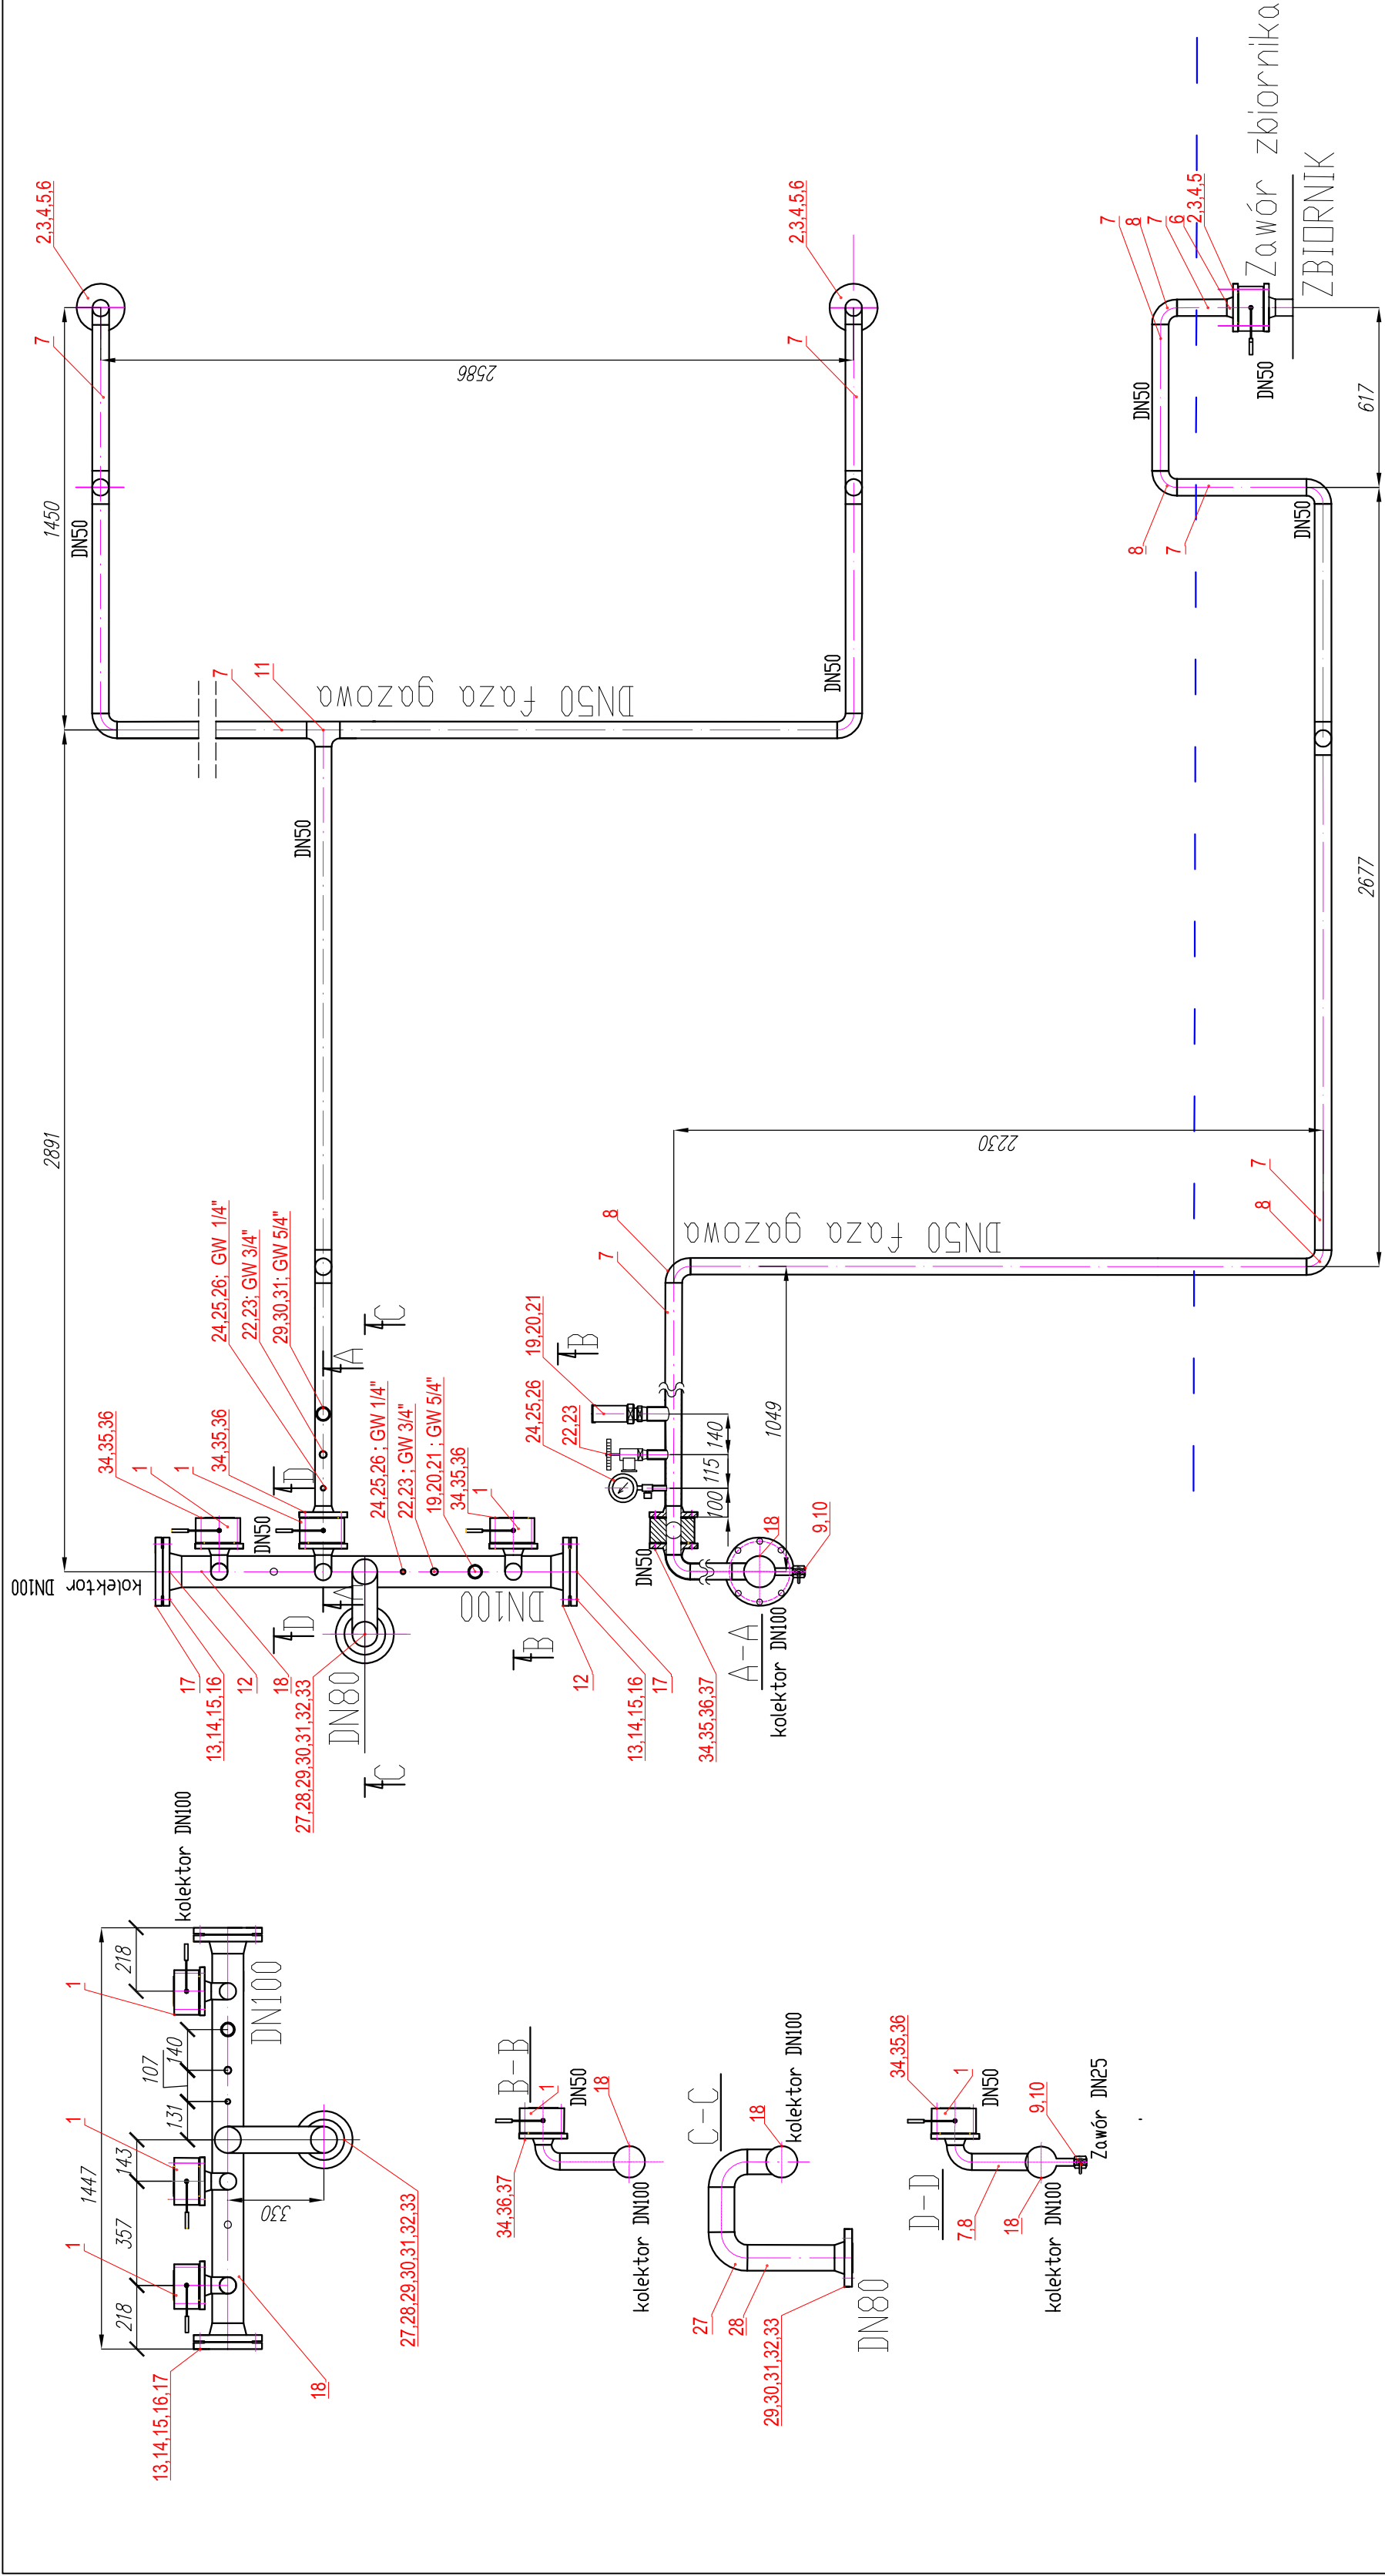 13,14,15,16,17
218
357
143
131
107
140
218
1447
1
1
1
kolektor DN100
DN100
330
18
27,28,29,30,31,32,33
B-B
1
DN50
18
34,36,37
kolektor DN100
C-C
18
kolektor DN100
27
28
29,30,31,32,33
DN80
D-D
34,35,36
1
DN50
9,10
Zawór DN25
7,8
18
kolektor DN100
kolektor DN100
2891
1450
2,3,4,5,6
7
DN50
34,35,36
1
1
34,35,36
DN50
24,25,26; GW 1/4"
22,23; GW 3/4"
29,30,31; GW 5/4"
DN50
7
11
DN50 faza gazowa
2586
2,3,4,5,6
7
DN50
17
13,14,15,16
12
18
DN80
27,28,29,30,31,32,33
D
D
A
A
C
C
B
B
DN100
24,25,26 ; GW 1/4"
22,23 ; GW 3/4"
19,20,21 ; GW 5/4"
34,35,36
1
12
13,14,15,16
17
34,35,36,37
A-A
kolektor DN100
DN50
24,25,26
22,23
19,20,21
100
115
140
1049
18
9,10
7
8
DN50 faza gazowa
2230
8
7
2677
617
8
7
DN50
DN50
7
8
7
6
2,3,4,5
DN50
Zawór zbiornika
ZBIORNIK